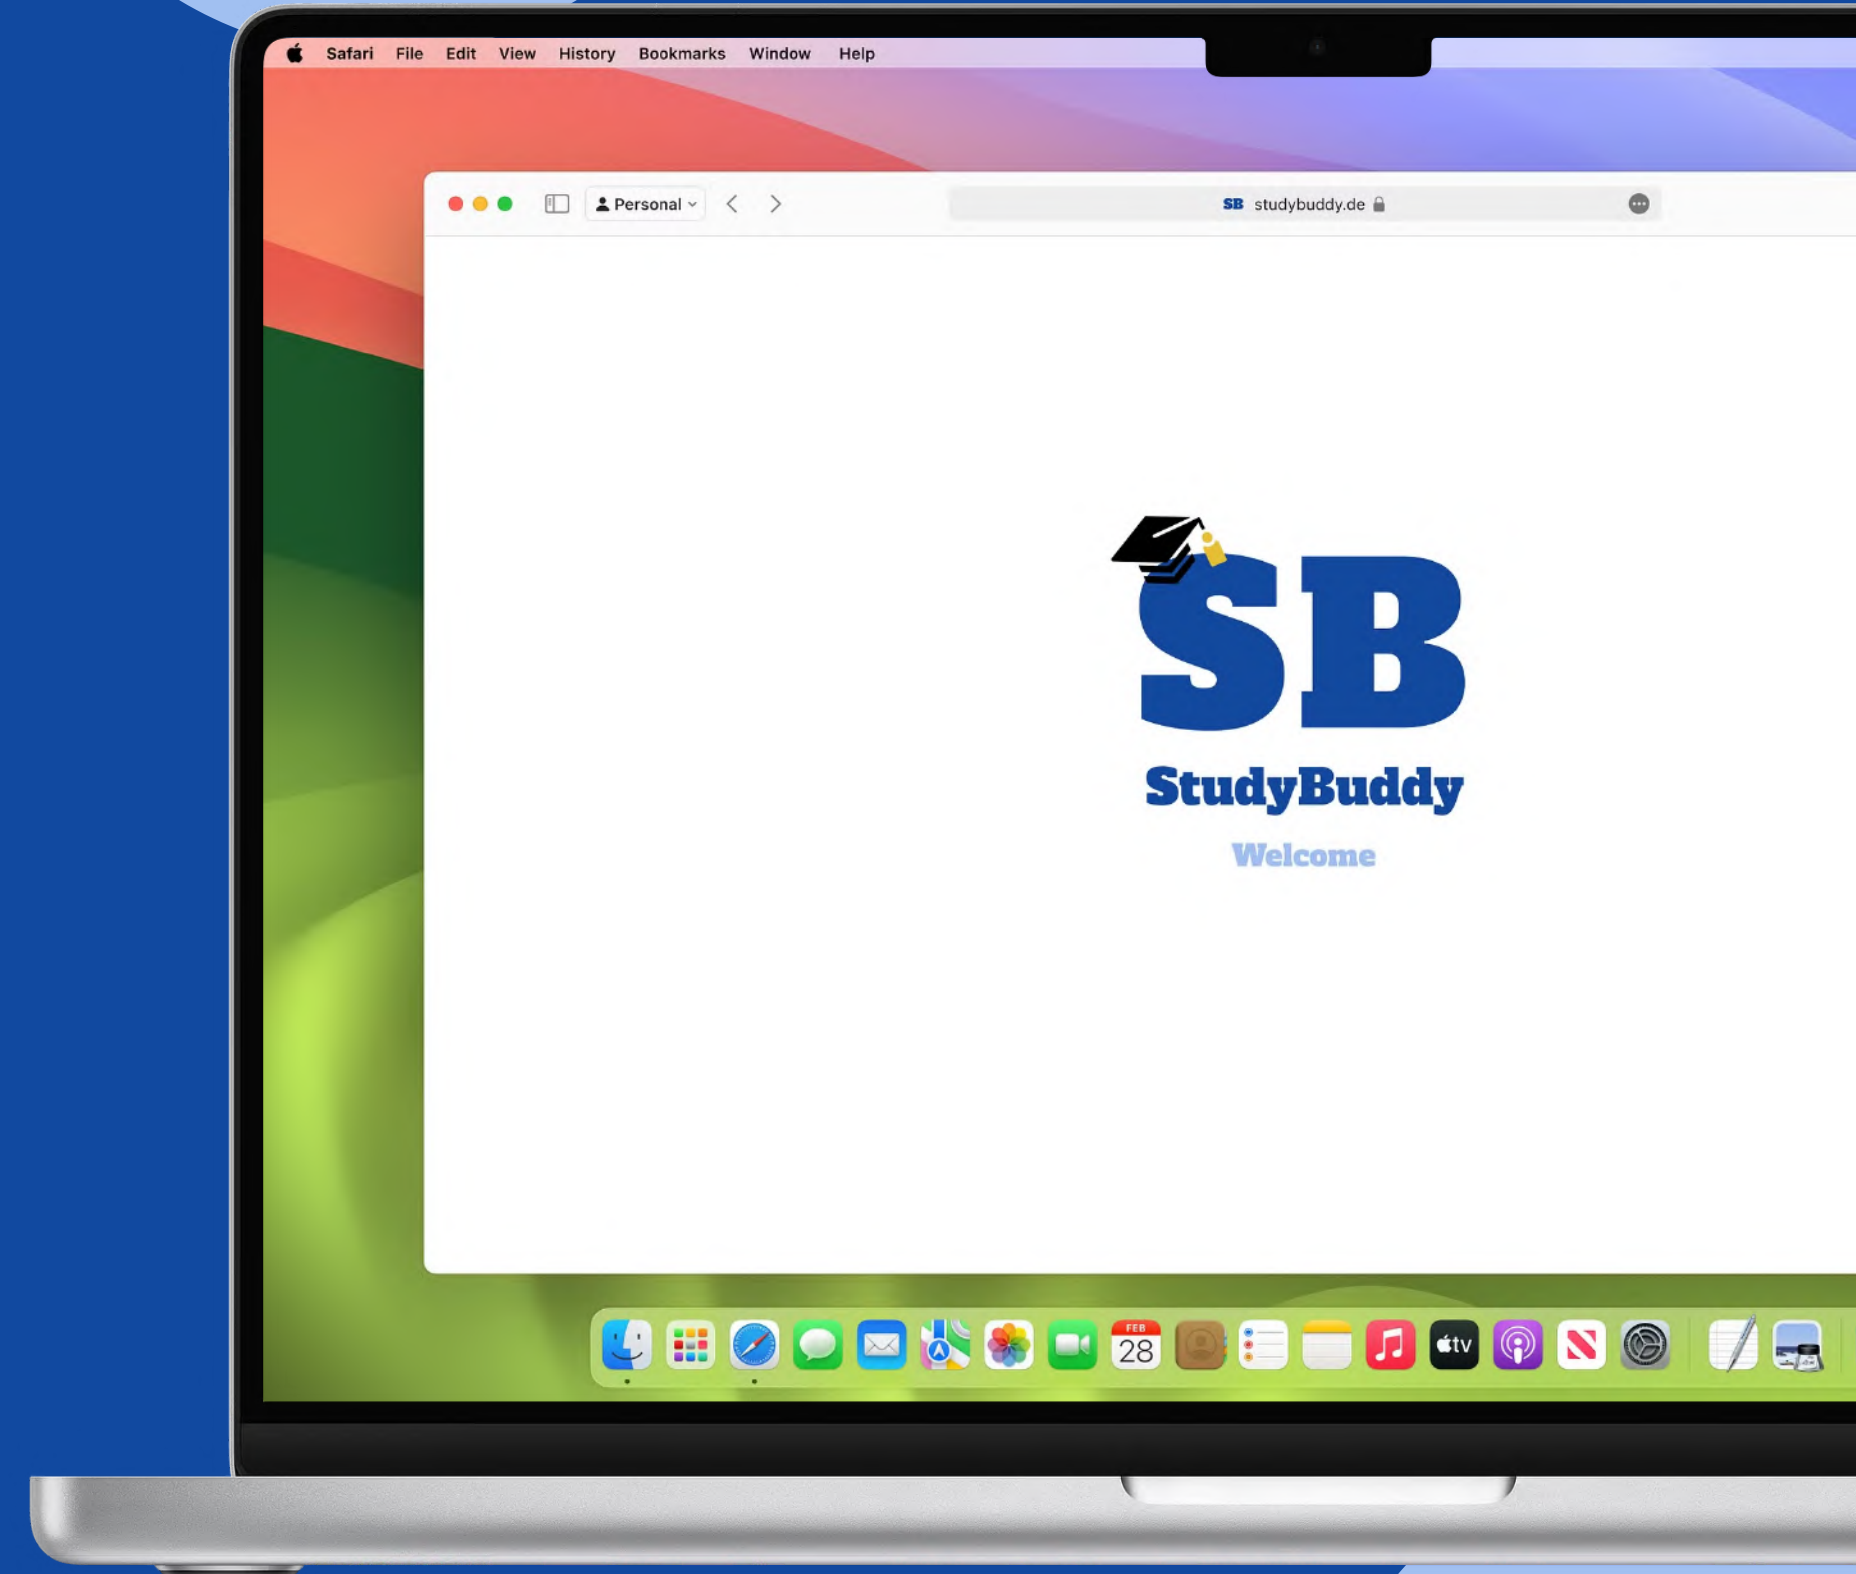 Safari File Edit View History Bookmarks Window Help
Personal
SB studybuddy.de
SB
StudyBuddy
Welcome
FEB
28
tv